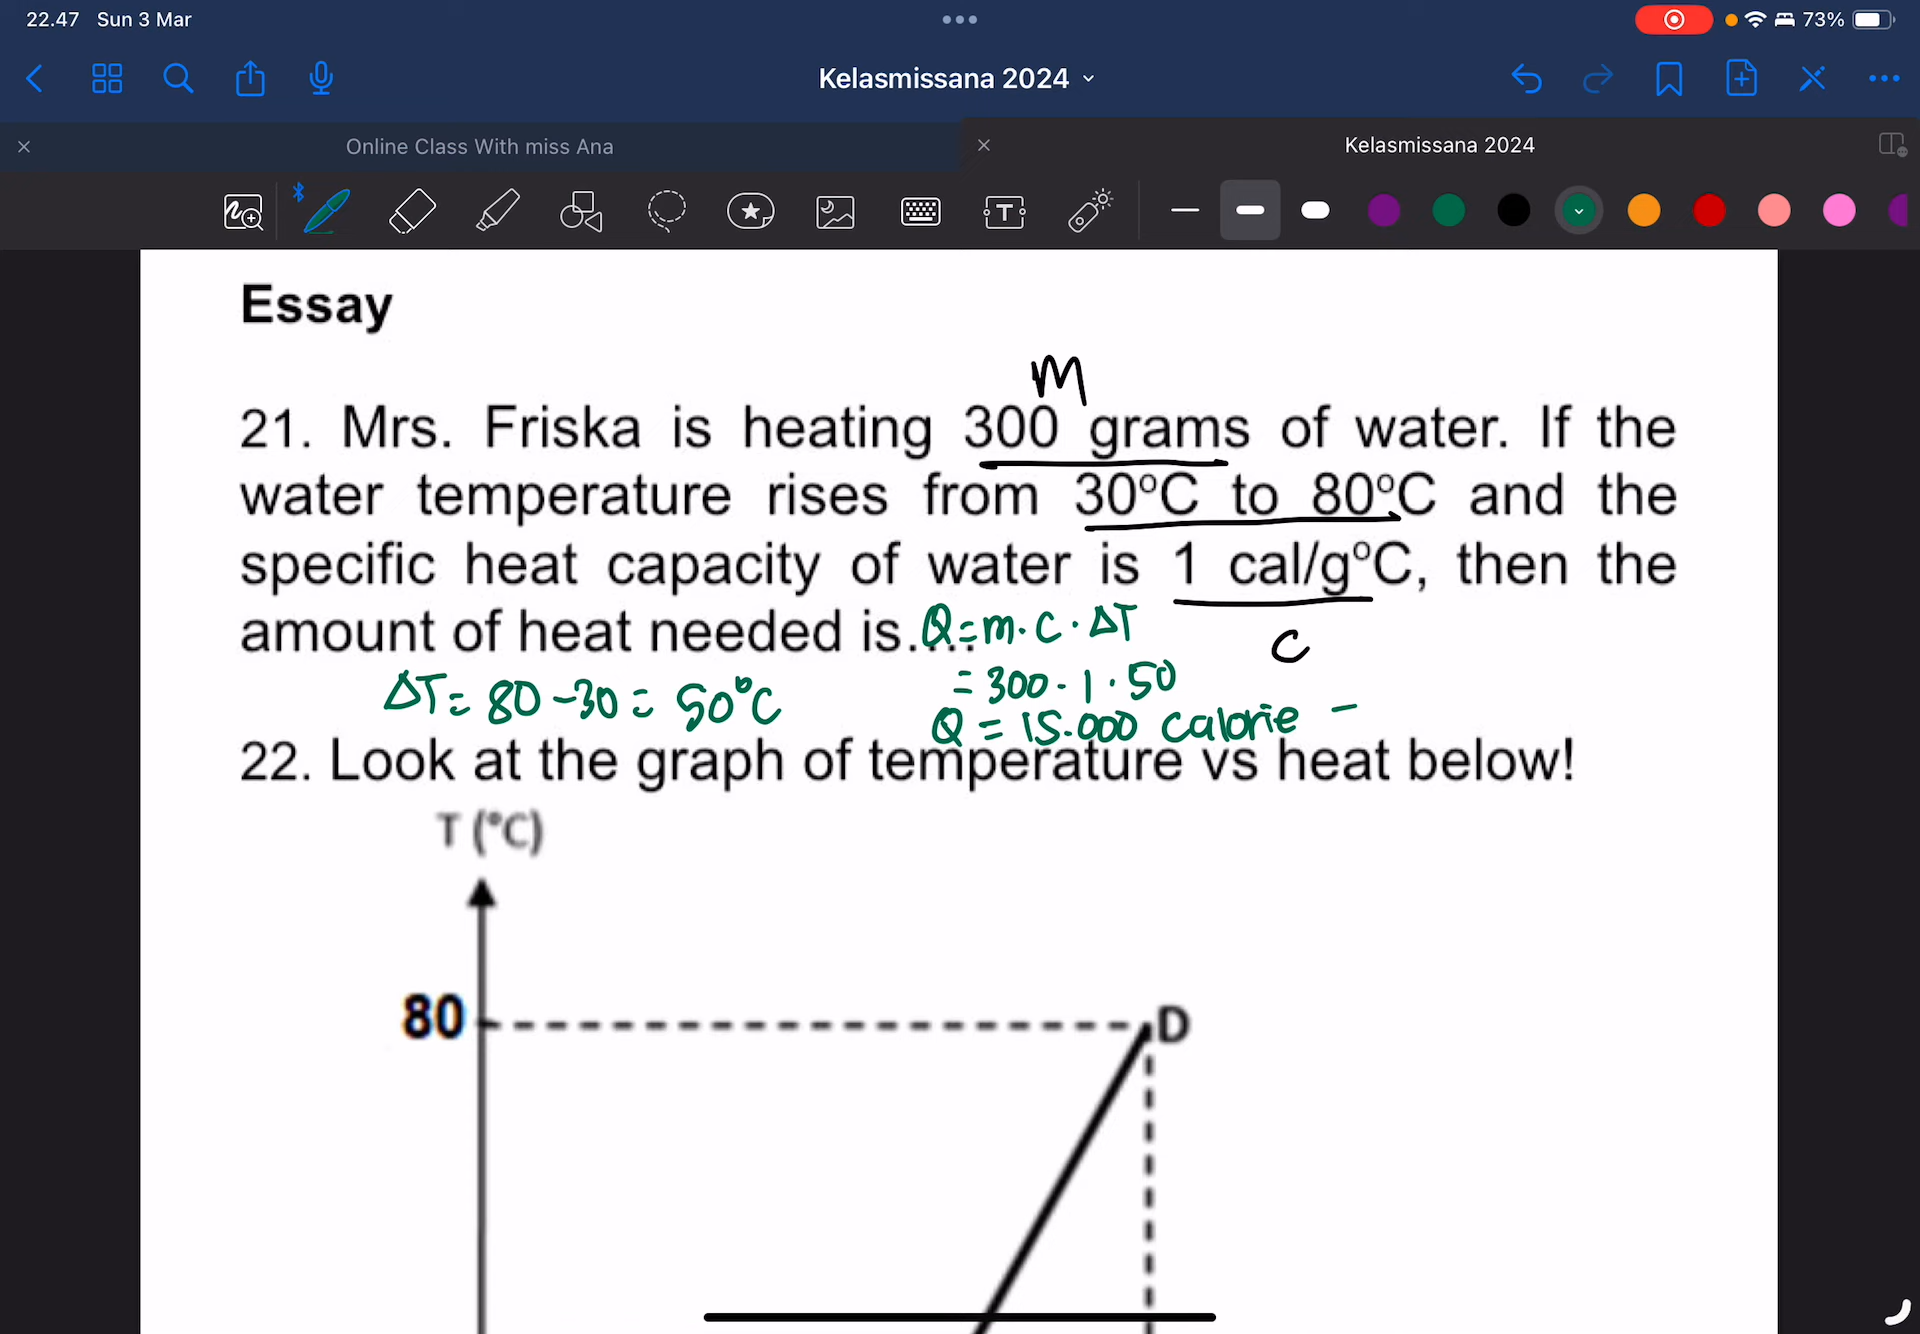 22.47 Sun 3 Mar
73%
Kelasmissana 2024
Online Class With miss Ana
Kelasmissana 2024
T
Essay
m
21. Mrs. Friska is heating 300 grams of water. If the
water temperature rises from 30°C to 80°C and the
specific heat capacity of water is 1 cal/g°C, then the
amount of heat needed is.... Q = m.c.ΔT
c
= 300.1.50
ΔT = 80-30 = 50°C
Q = 15.000 calorie -
22. Look at the graph of temperature vs heat below!
T (°C)
80
D